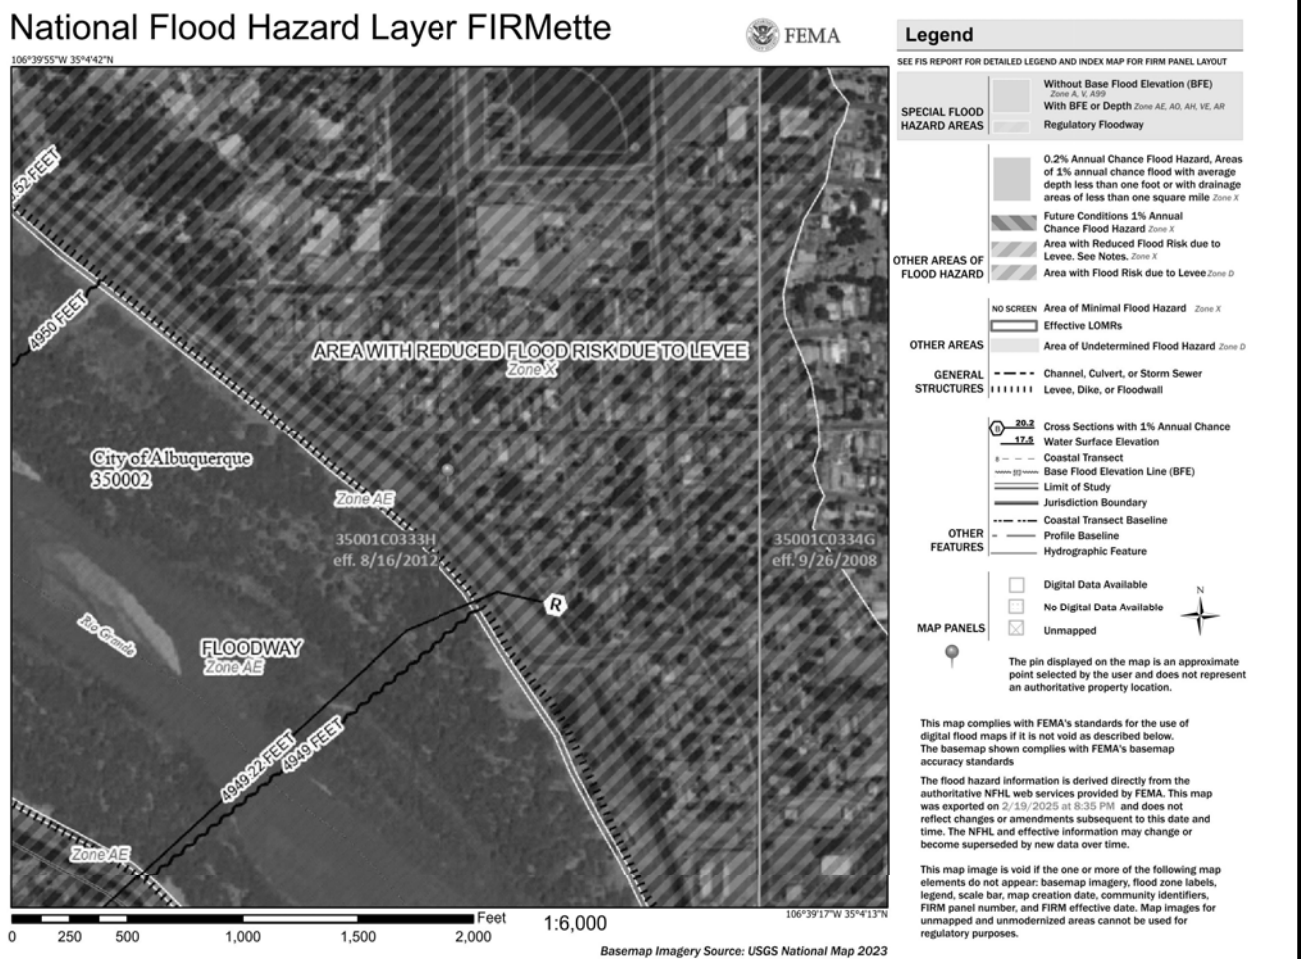 National Flood Hazard Layer FIRMette
FEMA
106°39'55"W 35°4'42"N
.52 FEET
4950 FEET
AREA WITH REDUCED FLOOD RISK DUE TO LEVEE
Zone X
City of Albuquerque
350002
Zone AE
35001C0333H
eff. 8/16/2012
35001C0334G
eff. 9/26/2008
R
Rio Grande
FLOODWAY
Zone AE
4949.22 FEET
4949 FEET
Zone AE
106°39'17"W 35°4'13"N
Feet
1:6,000
0 250 500 1,000 1,500 2,000
Basemap Imagery Source: USGS National Map 2023
Legend
SEE FIS REPORT FOR DETAILED LEGEND AND INDEX MAP FOR FIRM PANEL LAYOUT
SPECIAL FLOOD
HAZARD AREAS
Without Base Flood Elevation (BFE)
Zone A, V, A99
With BFE or Depth Zone AE, AO, AH, VE, AR
Regulatory Floodway
0.2% Annual Chance Flood Hazard, Areas
of 1% annual chance flood with average
depth less than one foot or with drainage
areas of less than one square mile Zone X
Future Conditions 1% Annual
Chance Flood Hazard Zone X
OTHER AREAS OF
FLOOD HAZARD
Area with Reduced Flood Risk due to
Levee. See Notes. Zone X
Area with Flood Risk due to Levee Zone D
NO SCREEN Area of Minimal Flood Hazard Zone X
Effective LOMRs
OTHER AREAS
Area of Undetermined Flood Hazard Zone D
GENERAL
STRUCTURES
Channel, Culvert, or Storm Sewer
Levee, Dike, or Floodwall
B 20.2 Cross Sections with 1% Annual Chance
17.5 Water Surface Elevation
8 Coastal Transect
513 Base Flood Elevation Line (BFE)
Limit of Study
Jurisdiction Boundary
Coastal Transect Baseline
OTHER
FEATURES
Profile Baseline
Hydrographic Feature
Digital Data Available
No Digital Data Available
MAP PANELS
Unmapped
N
The pin displayed on the map is an approximate
point selected by the user and does not represent
an authoritative property location.
This map complies with FEMA's standards for the use of
digital flood maps if it is not void as described below.
The basemap shown complies with FEMA's basemap
accuracy standards
The flood hazard information is derived directly from the
authoritative NFHL web services provided by FEMA. This map
was exported on 2/19/2025 at 8:35 PM and does not
reflect changes or amendments subsequent to this date and
time. The NFHL and effective information may change or
become superseded by new data over time.
This map image is void if the one or more of the following map
elements do not appear: basemap imagery, flood zone labels,
legend, scale bar, map creation date, community identifiers,
FIRM panel number, and FIRM effective date. Map images for
unmapped and unmodernized areas cannot be used for
regulatory purposes.